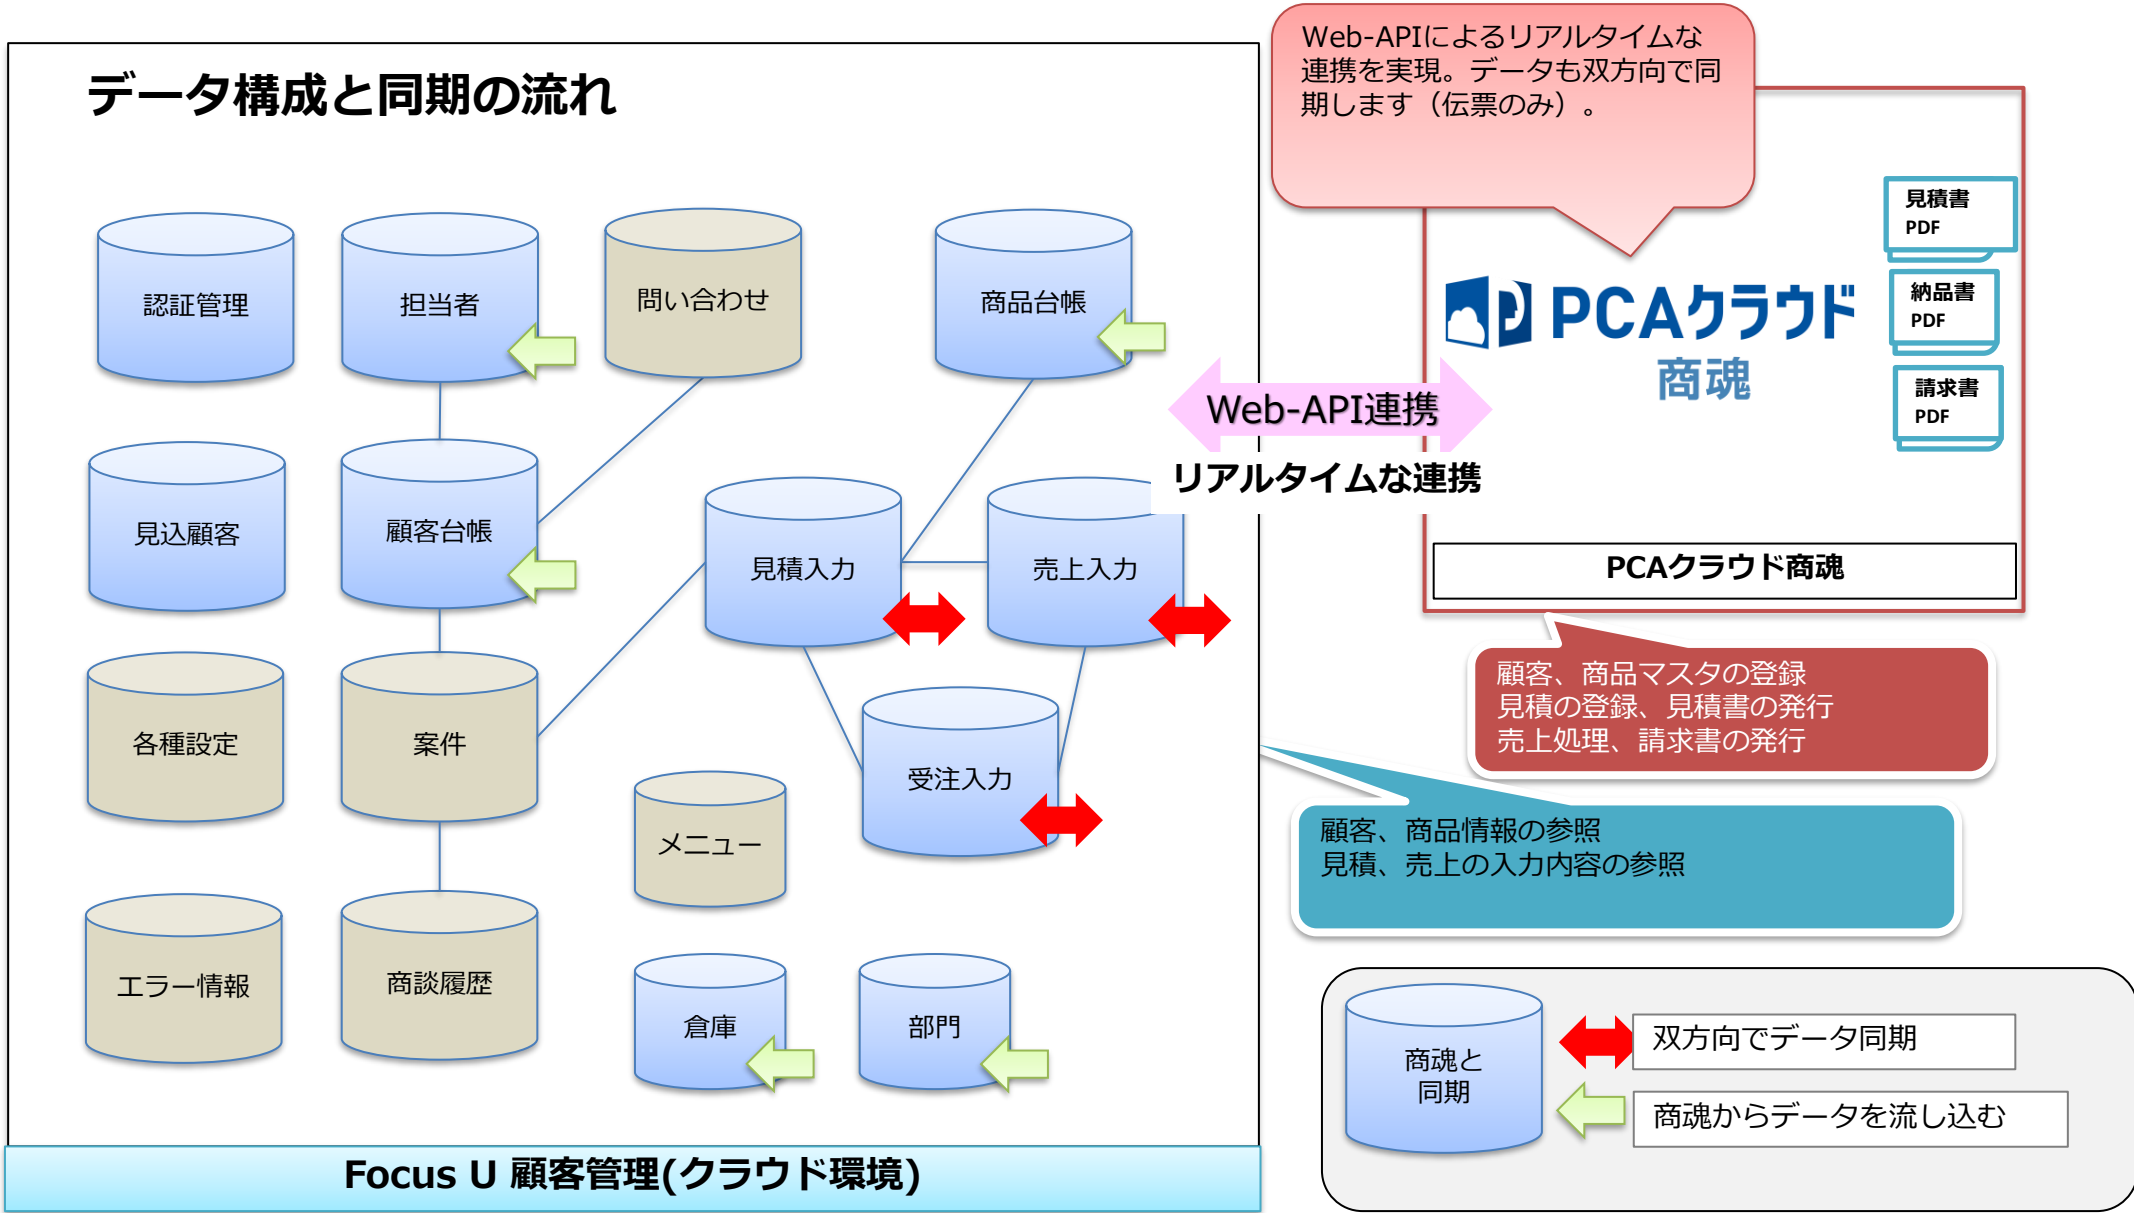 データ構成と同期の流れ
Web-APIによるリアルタイムな
連携を実現。データも双方向で同
期します（伝票のみ）。
認証管理
担当者
問い合わせ
商品台帳
見積書
PDF
納品書
PDF
請求書
PDF
PCAクラウド
商魂
Web-API連携
リアルタイムな連携
見込顧客
顧客台帳
見積入力
売上入力
PCAクラウド商魂
各種設定
案件
受注入力
メニュー
顧客、商品マスタの登録
見積の登録、見積書の発行
売上処理、請求書の発行
顧客、商品情報の参照
見積、売上の入力内容の参照
エラー情報
商談履歴
倉庫
部門
商魂と
同期
双方向でデータ同期
商魂からデータを流し込む
Focus U 顧客管理(クラウド環境)